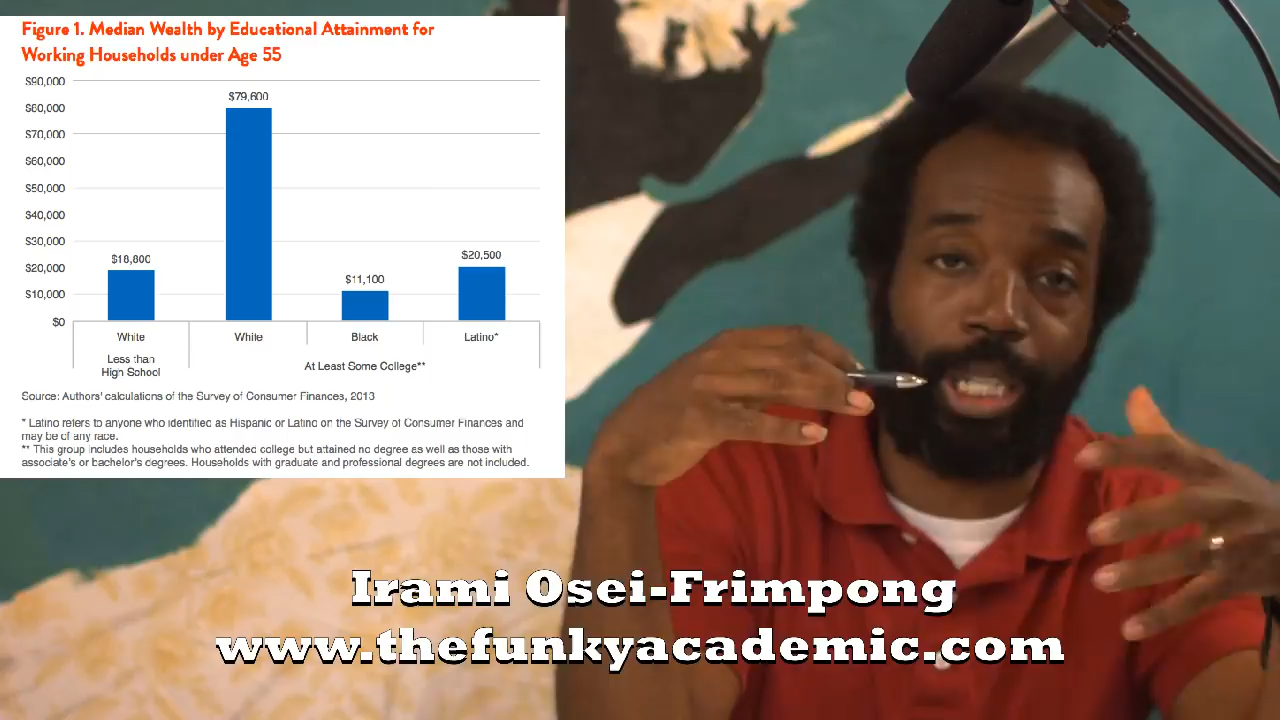 Figure 1. Median Wealth by Educational Attainment for
Working Households under Age 55
$90,000
$80,000
$70,000
$60,000
$50,000
$40,000
$30,000
$20,000
$10,000
$0
$18,800
$79,600
$11,100
$20,500
White
White
Black
Latino*
Less than
High School
At Least Some College**
Source: Authors' calculations of the Survey of Consumer Finances, 2013
* Latino refers to anyone who identified as Hispanic or Latino on the Survey of Consumer Finances and
may be of any race.
** This group includes households who attended college but attained no degree as well as those with
associate's or bachelor's degrees. Households with graduate and professional degrees are not included.
Irami Osei-Frimpong
www.thefunkyacademic.com